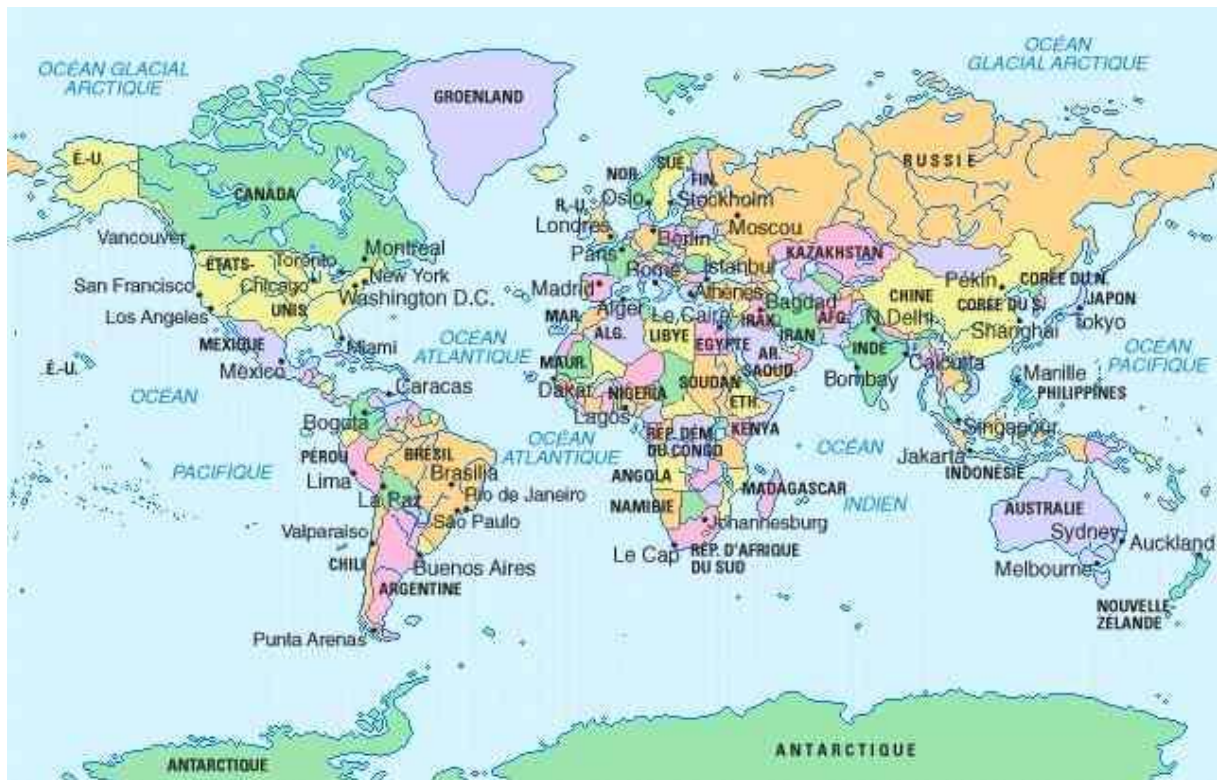 OCÉAN GLACIAL
ARCTIQUE
OCÉAN
GLACIAL ARCTIQUE
GROENLAND
É.-U.
CANADA
NOR.
SUÈ.
FIN.
RUSSIE
Oslo
Stockholm
R.-U.
Londres
Moscou
Berlin
Paris
Vancouver
Montreal
Toronto
ÉTATS-
UNIS
Chicago
New York
San Francisco
Washington D.C.
Los Angeles
Rome
Istanbul
KAZAKHSTAN
Madrid
Athènes
Pékin
CORÉE DU N.
Alger
Le Caire
Bagdad
CHINE
CORÉE DU S.
JAPON
MAR.
ALG.
LIBYE
EGYPTE
IRAK
IRAN
AFG.
N.Delhi
Shanghai
Tokyo
MEXIQUE
Miami
OCÉAN
ATLANTIQUE
MAUR.
AR.
SAOUD.
INDE
Calcutta
OCÉAN
PACIFIQUE
É.-U.
México
Caracas
Dakar
NIGERIA
SOUDAN
Bombay
Manille
PHILIPPINES
OCÉAN
PACIFIQUE
Bogota
Lagos
ETH.
KENYA
RÉP. DÉM.
DU CONGO
OCÉAN
INDIEN
Singapour
PÉROU
BRÉSIL
OCÉAN
ATLANTIQUE
Jakarta
INDONÉSIE
Lima
Brasilia
ANGOLA
MADAGASCAR
La Paz
Rio de Janeiro
NAMIBIE
AUSTRALIE
Sao Paulo
Johannesburg
Sydney
Auckland
Valparaiso
Le Cap
RÉP. D'AFRIQUE
DU SUD
Melbourne
CHILI
Buenos Aires
ARGENTINE
NOUVELLE-
ZÉLANDE
Punta Arenas
ANTARCTIQUE
ANTARCTIQUE